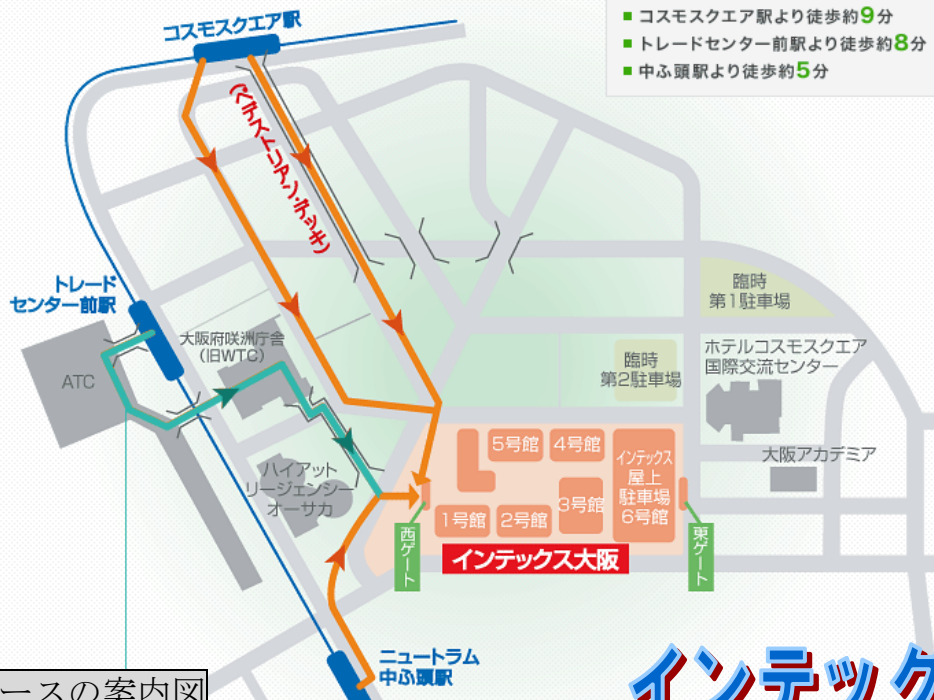 コスモスクエア駅
■ コスモスクエア駅より徒歩約9分
■ トレードセンター前駅より徒歩約8分
■ 中ふ頭駅より徒歩約5分
(ペデストリアン・デッキ)
トレード
センター前駅
臨時
第1駐車場
大阪府咲洲庁舎
(旧WTC)
ATC
臨時
第2駐車場
ホテルコスモスクエア
国際交流センター
5号館
4号館
インテックス
屋上
駐車場
6号館
大阪アカデミア
ハイアット
リージェンシー
オーサカ
3号館
1号館
2号館
西ゲート
インテックス大阪
東ゲート
ニュートラム
中ふ頭駅
ースの案内図
インテック